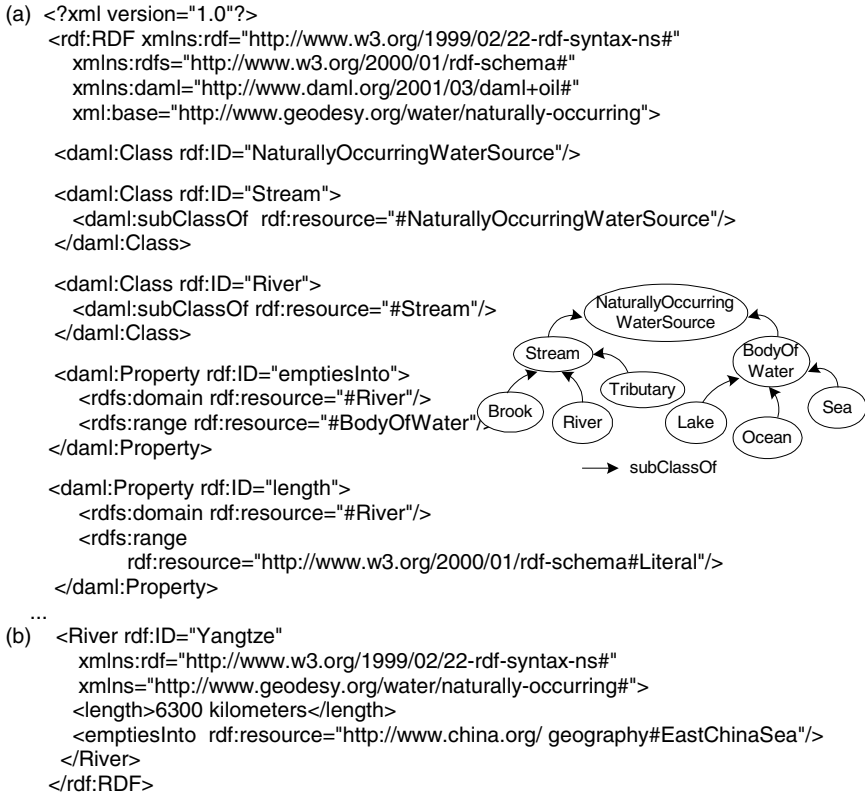 (a) <?xml version="1.0"?>
<rdf:RDF xmlns:rdf="http://www.w3.org/1999/02/22-rdf-syntax-ns#"
xmlns:rdfs="http://www.w3.org/2000/01/rdf-schema#"
xmlns:daml="http://www.daml.org/2001/03/daml+oil#"
xml:base="http://www.geodesy.org/water/naturally-occurring">
<daml:Class rdf:ID="NaturallyOccurringWaterSource"/>
<daml:Class rdf:ID="Stream">
<daml:subClassOf rdf:resource="#NaturallyOccurringWaterSource"/>
</daml:Class>
<daml:Class rdf:ID="River">
<daml:subClassOf rdf:resource="#Stream"/>
</daml:Class>
<daml:Property rdf:ID="emptiesInto">
<rdfs:domain rdf:resource="#River"/>
<rdfs:range rdf:resource="#BodyOfWater"/>
</daml:Property>
<daml:Property rdf:ID="length">
<rdfs:domain rdf:resource="#River"/>
<rdfs:range
rdf:resource="http://www.w3.org/2000/01/rdf-schema#Literal"/>
</daml:Property>
...
NaturallyOccurring
WaterSource
Stream
BodyOf
Water
Tributary
Brook
River
Lake
Ocean
Sea
subClassOf
(b) <River rdf:ID="Yangtze"
xmlns:rdf="http://www.w3.org/1999/02/22-rdf-syntax-ns#"
xmlns="http://www.geodesy.org/water/naturally-occurring#">
<length>6300 kilometers</length>
<emptiesInto rdf:resource="http://www.china.org/ geography#EastChinaSea"/>
</River>
</rdf:RDF>